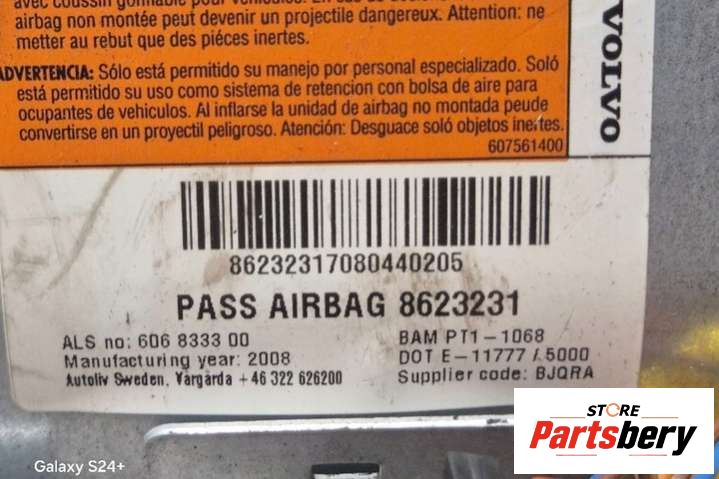 avec coussin gonflable pour véhicules. En cas de
airbag non montée peut devenir un projectile dangereux. Attention: ne
metter au rebut que des piéces inertes.
ADVERTENCIA: Sólo está permitido su manejo por personal especializado. Soló
está permitido su uso como sistema de retencion con bolsa de aire para
ocupantes de vehiculos. Al inflarse la unidad de airbag no montada peude
convertirse en un proyectil peligroso. Atención: Desguace soló objetos inertes.
607561400
VOLVO
86232317080440205
PASS AIRBAG 8623231
ALS no: 606 8333 00
BAM PT1-1068
Manufacturing year: 2008
DOT E-11777 / 5000
Autoliv Sweden, Vårgårda +46 322 626200
Supplier code: BJQRA
STORE
Partsbery
Galaxy S24+